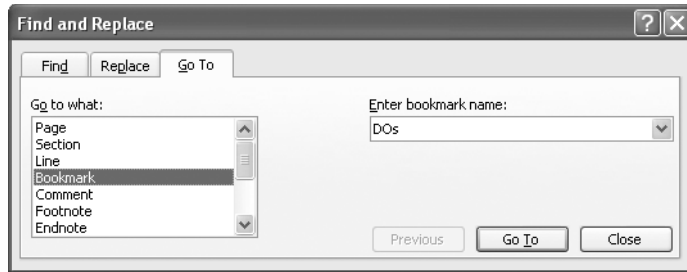 Find and Replace
Find
Replace
Go To
Go to what:
Page
Section
Line
Bookmark
Comment
Footnote
Endnote
Enter bookmark name:
DOs
Previous
Go To
Close